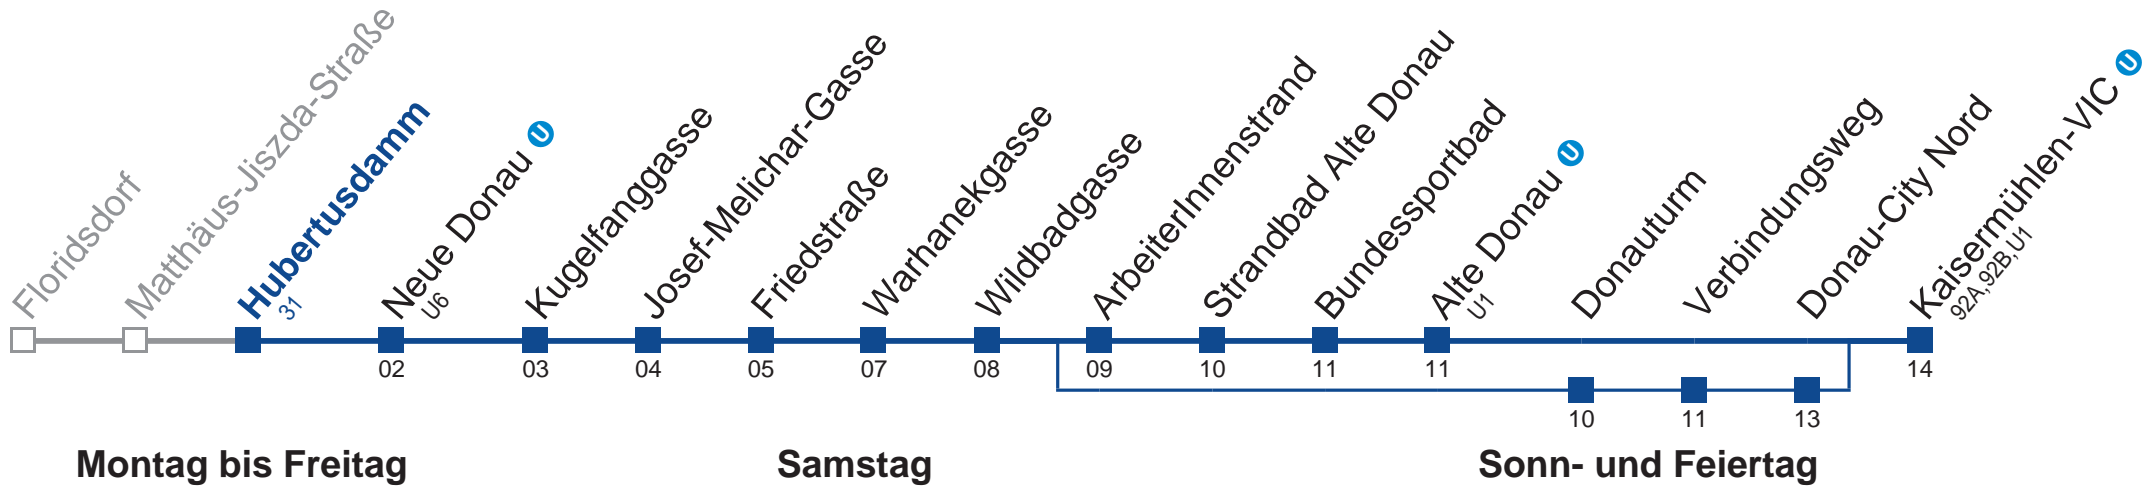 Floridsdorf
Matthäus-Jiszda-Straße
Hubertusdamm
31
Neue Donau U
U6
Kugelfanggasse
Josef-Melichar-Gasse
Friedstraße
Warhanekgasse
Wildbadgasse
ArbeiterInnenstrand
Strandbad Alte Donau
Bundessportbad
Alte Donau U
U1
Donauturm
Verbindungsweg
Donau-City Nord
Kaisermühlen-VIC U
92A,92B,U1
02 03 04 05 07 08 09 10 11 11 14
10 11 13
Montag bis Freitag Samstag Sonn- und Feiertag